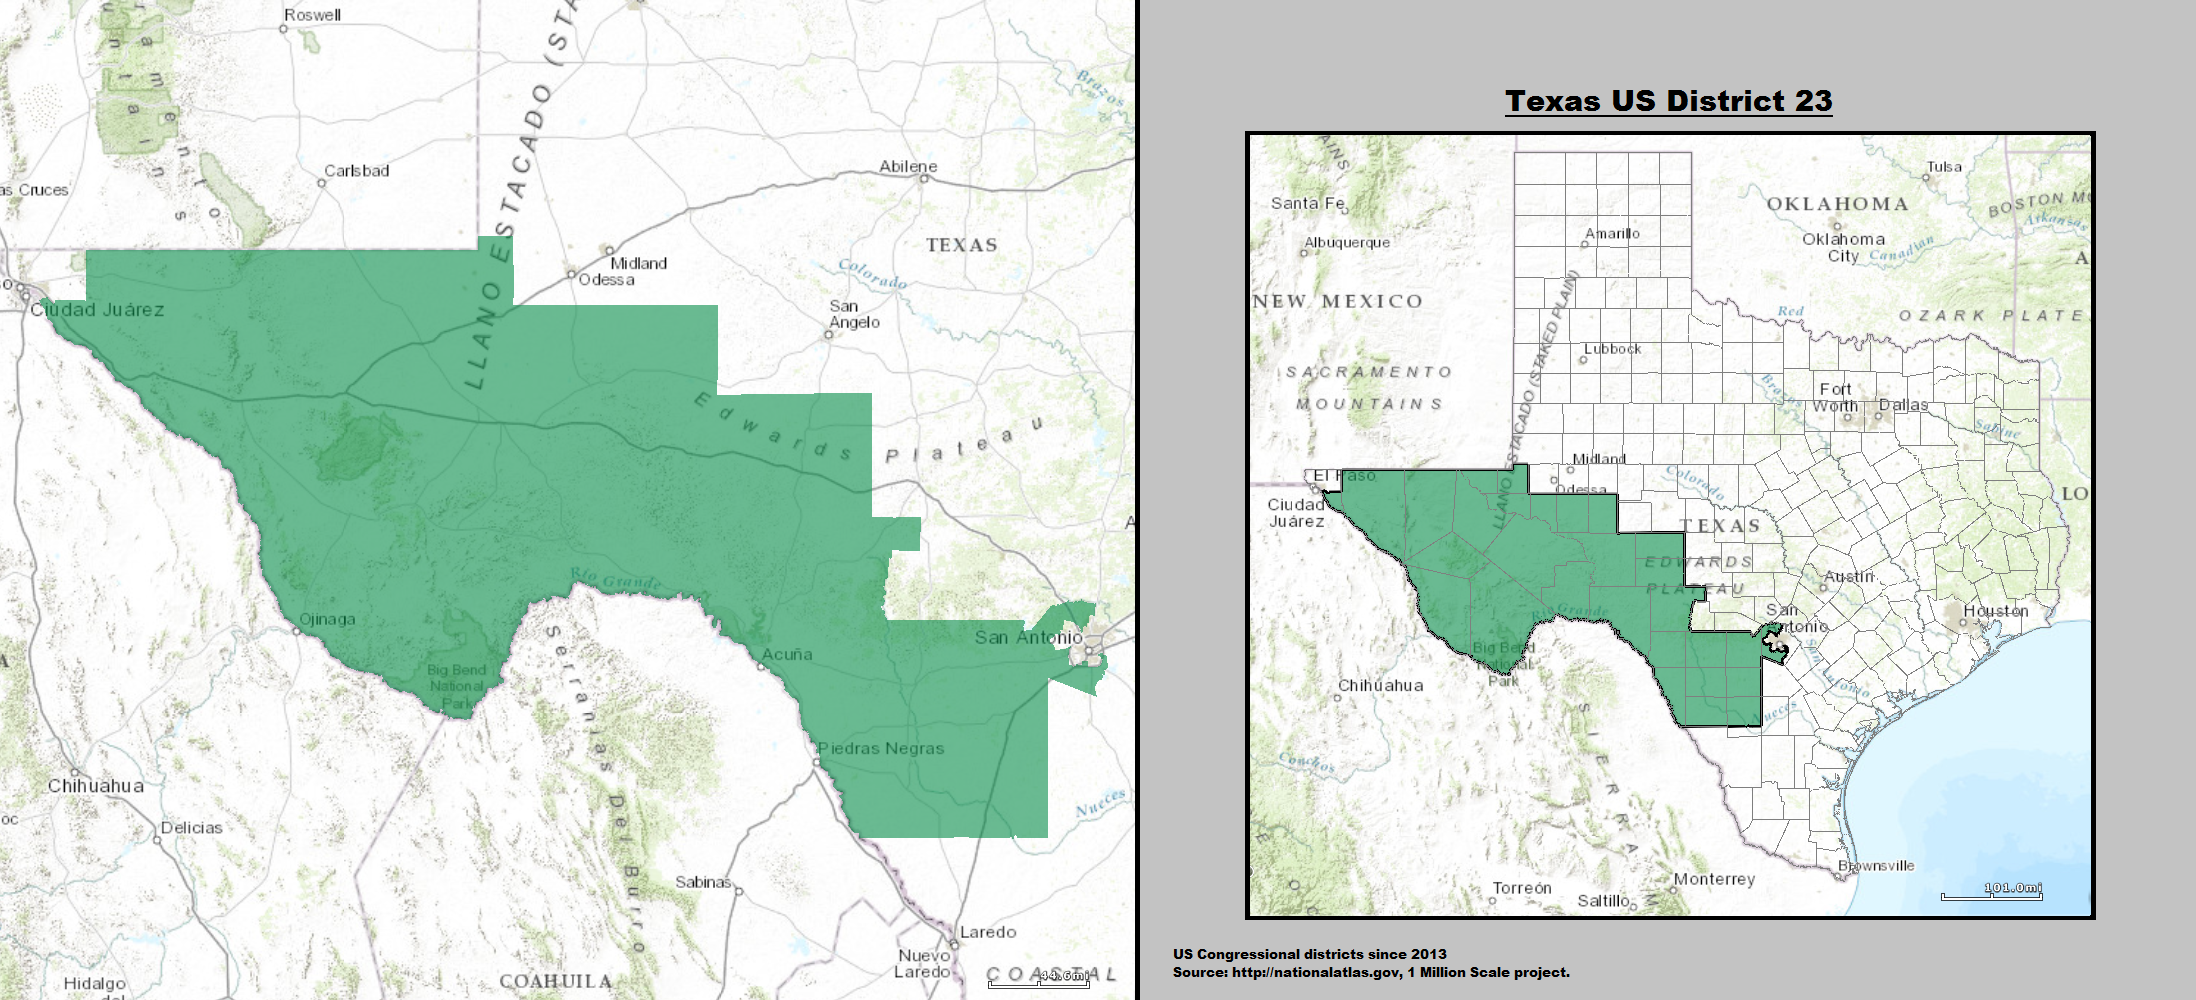 Roswell
Carlsbad
as Cruces
Abilene
TEXAS
LLANO ESTACADO (STA
Midland
Odessa
Colorado
Brazos
San
Angelo
so
Ciudad Juárez
Edwards Plateau
Rio Grande
Ojinaga
Big Bend
National
Park
Acuña
San Antonio
A
Piedras Negras
Serranias Del Burro
Nueces
Chihuahua
Delicias
oc
Sabinas
Laredo
Nuevo
Laredo
Hidalgo
del
COAHUILA
COASTAL
44.6mi
Texas US District 23
AINS
Santa Fe
Albuquerque
NEW MEXICO
SACRAMENTO
MOUNTAINS
Amarillo
Lubbock
LLANO ESTACADO (STAKED PLAIN)
Tulsa
OKLAHOMA
Oklahoma
City
Canadian
BOSTON MO
Arkansas
A
Red
OZARK PLATE
Fort
Worth
Dallas
Brazos
Sabine
Midland
Odessa
Colorado
El Paso
Ciudad
Juárez
TEXAS
LO
EDWARDS
PLATEAU
Austin
Rio Grande
San
Antonio
Houston
Big Bend
National
Park
San Antonio
Nueces
Chihuahua
Conchos
SIERRA
Brownsville
Monterrey
Torreón
Saltillo
101.0mi
US Congressional districts since 2013
Source: http://nationalatlas.gov, 1 Million Scale project.